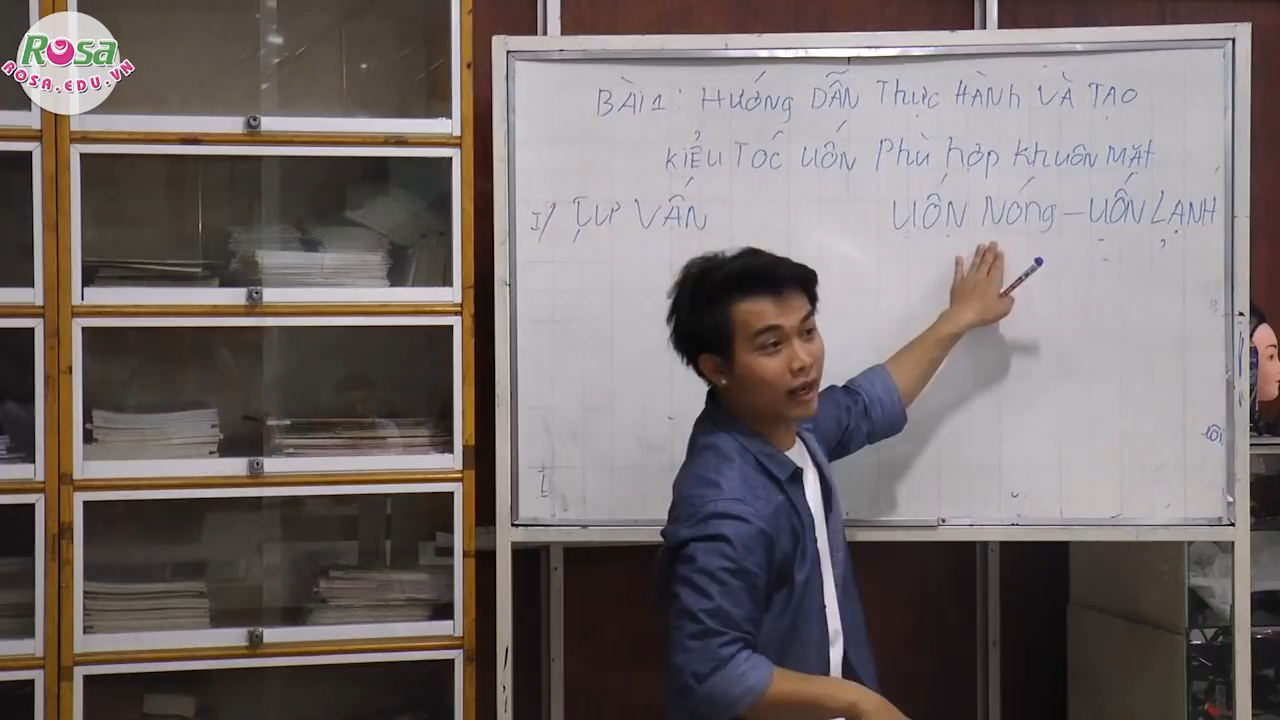 Rosa
ROSA.EDU.VN
BÀI 1: HướNg DẪN Thực HÀNh VÀ TẠO
KIỂU TÓC UỐN Phù hợp KhUôN MẶT
I/ TƯ VẤN
UỐN NÓNg - UỐN LẠNH